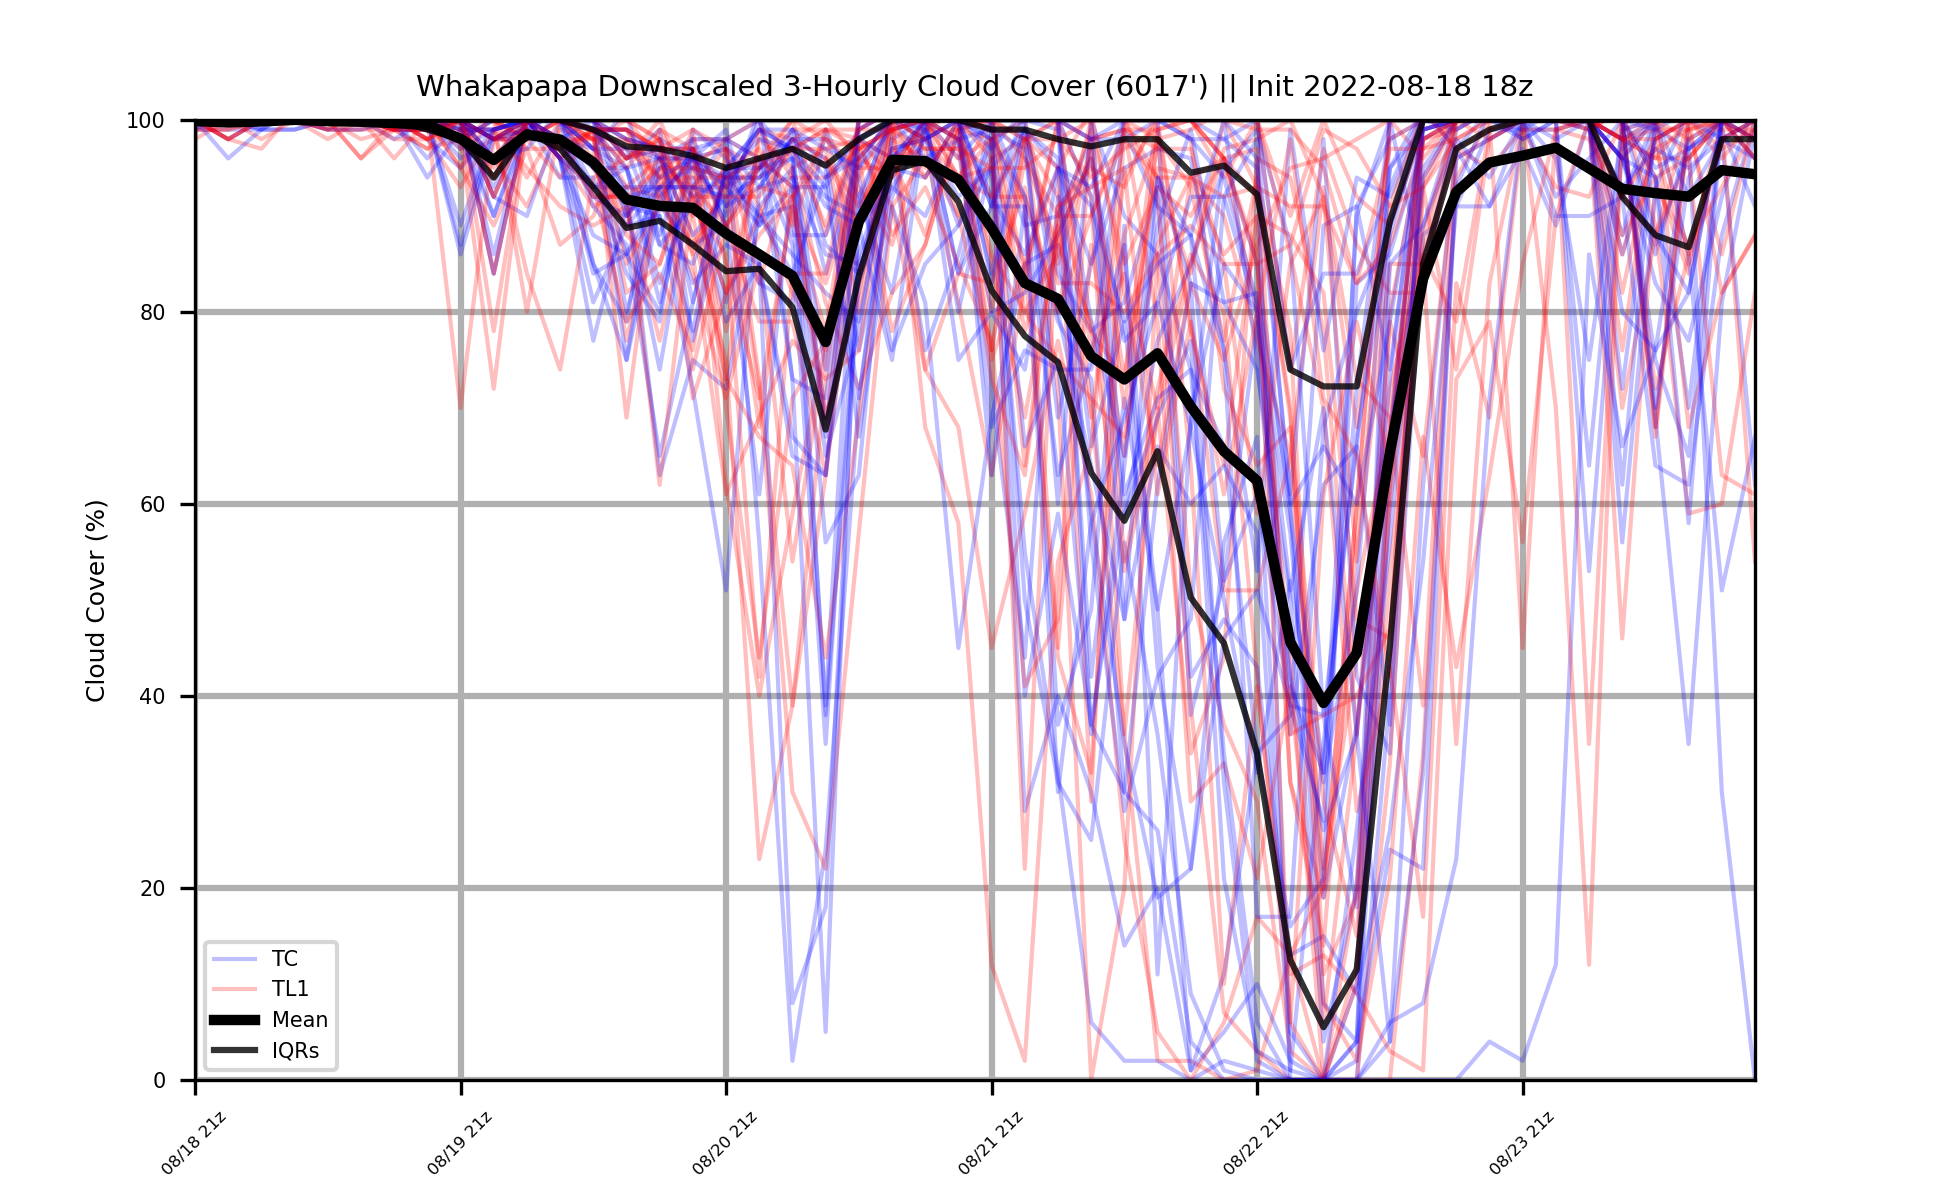 Whakapapa Downscaled 3-Hourly Cloud Cover (6017') || Init 2022-08-18 18z
Cloud Cover (%)
100
80
60
40
20
0
TC
TL1
Mean
IQRs
08/18 21z
08/19 21z
08/20 21z
08/21 21z
08/22 21z
08/23 21z